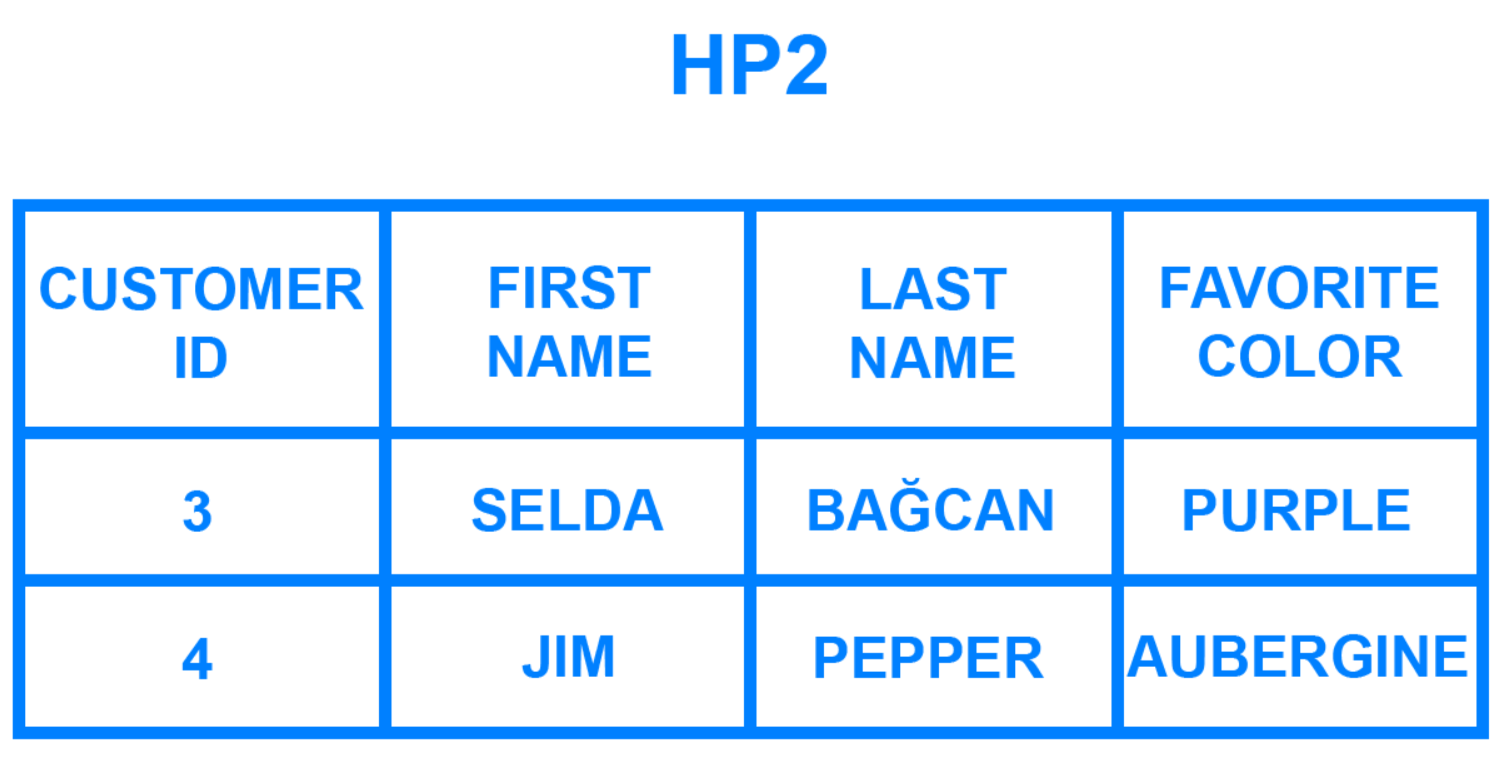 HP2
CUSTOMER ID
FIRST NAME
LAST NAME
FAVORITE COLOR
3
SELDA
BAĞCAN
PURPLE
4
JIM
PEPPER
AUBERGINE